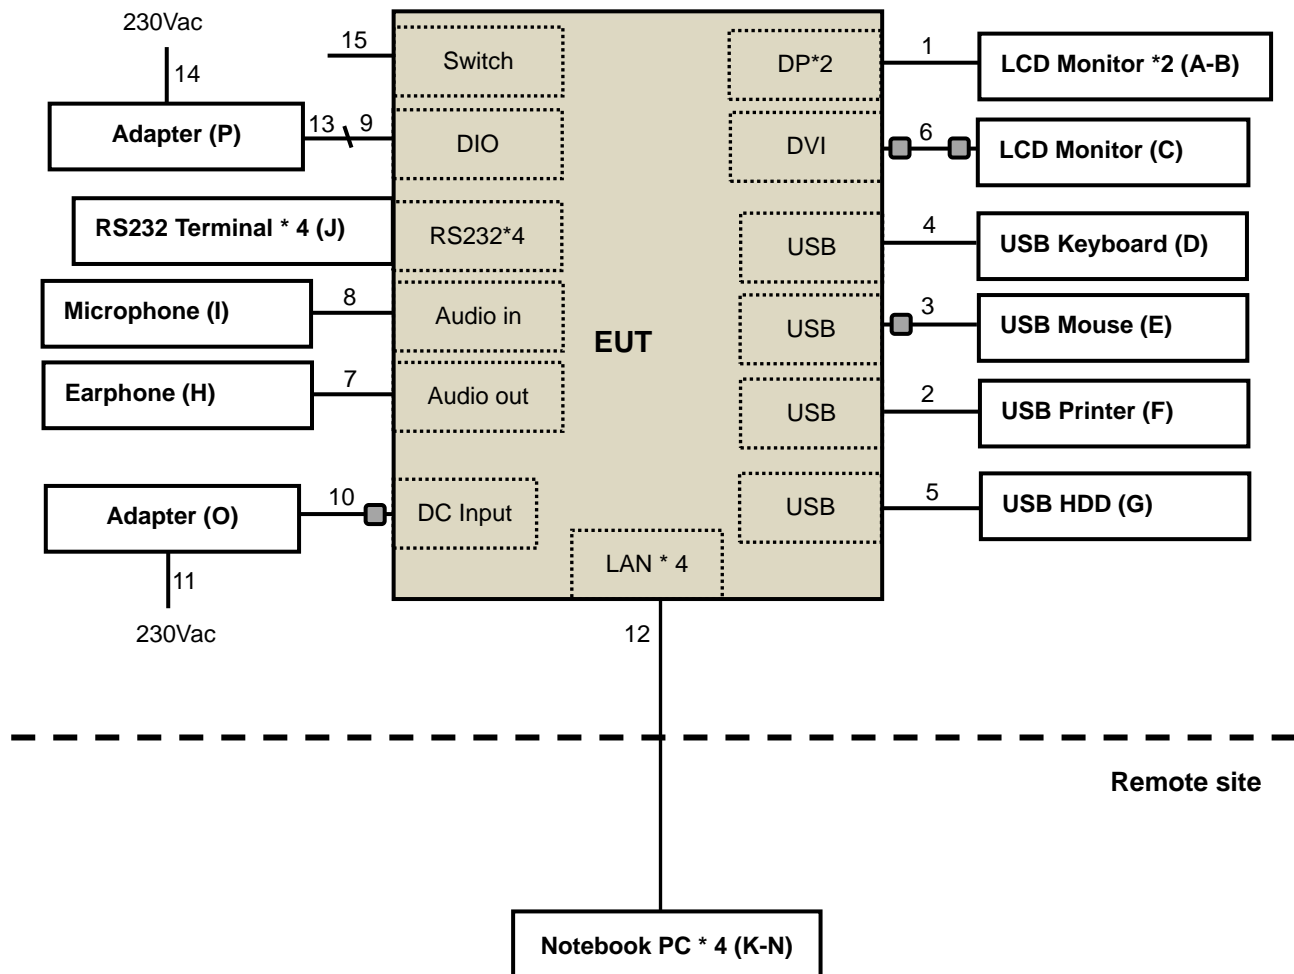 230Vac
14
15
Switch
DP*2
1
LCD Monitor *2 (A-B)
Adapter (P)
13
9
DIO
DVI
6
LCD Monitor (C)
RS232 Terminal * 4 (J)
RS232*4
USB
4
USB Keyboard (D)
Microphone (I)
8
Audio in
EUT
USB
3
USB Mouse (E)
Earphone (H)
7
Audio out
USB
2
USB Printer (F)
Adapter (O)
10
DC Input
USB
5
USB HDD (G)
11
230Vac
LAN * 4
12
Remote site
Notebook PC * 4 (K-N)